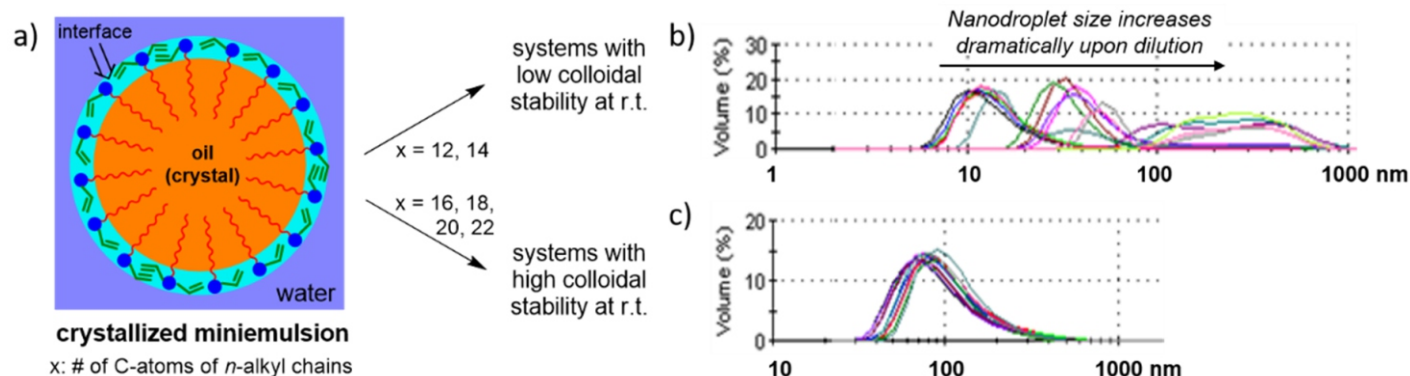 a)
interface
oil
(crystal)
water
crystallized miniemulsion
x: # of C-atoms of n-alkyl chains
systems with
low colloidal
stability at r.t.
x = 12, 14
x = 16, 18,
20, 22
systems with
high colloidal
stability at r.t.
b)
Nanodroplet size increases
dramatically upon dilution
Volume (%)
30
20
10
0
1 10 100 1000 nm
c)
Volume (%)
20
10
0
10 100 1000 nm